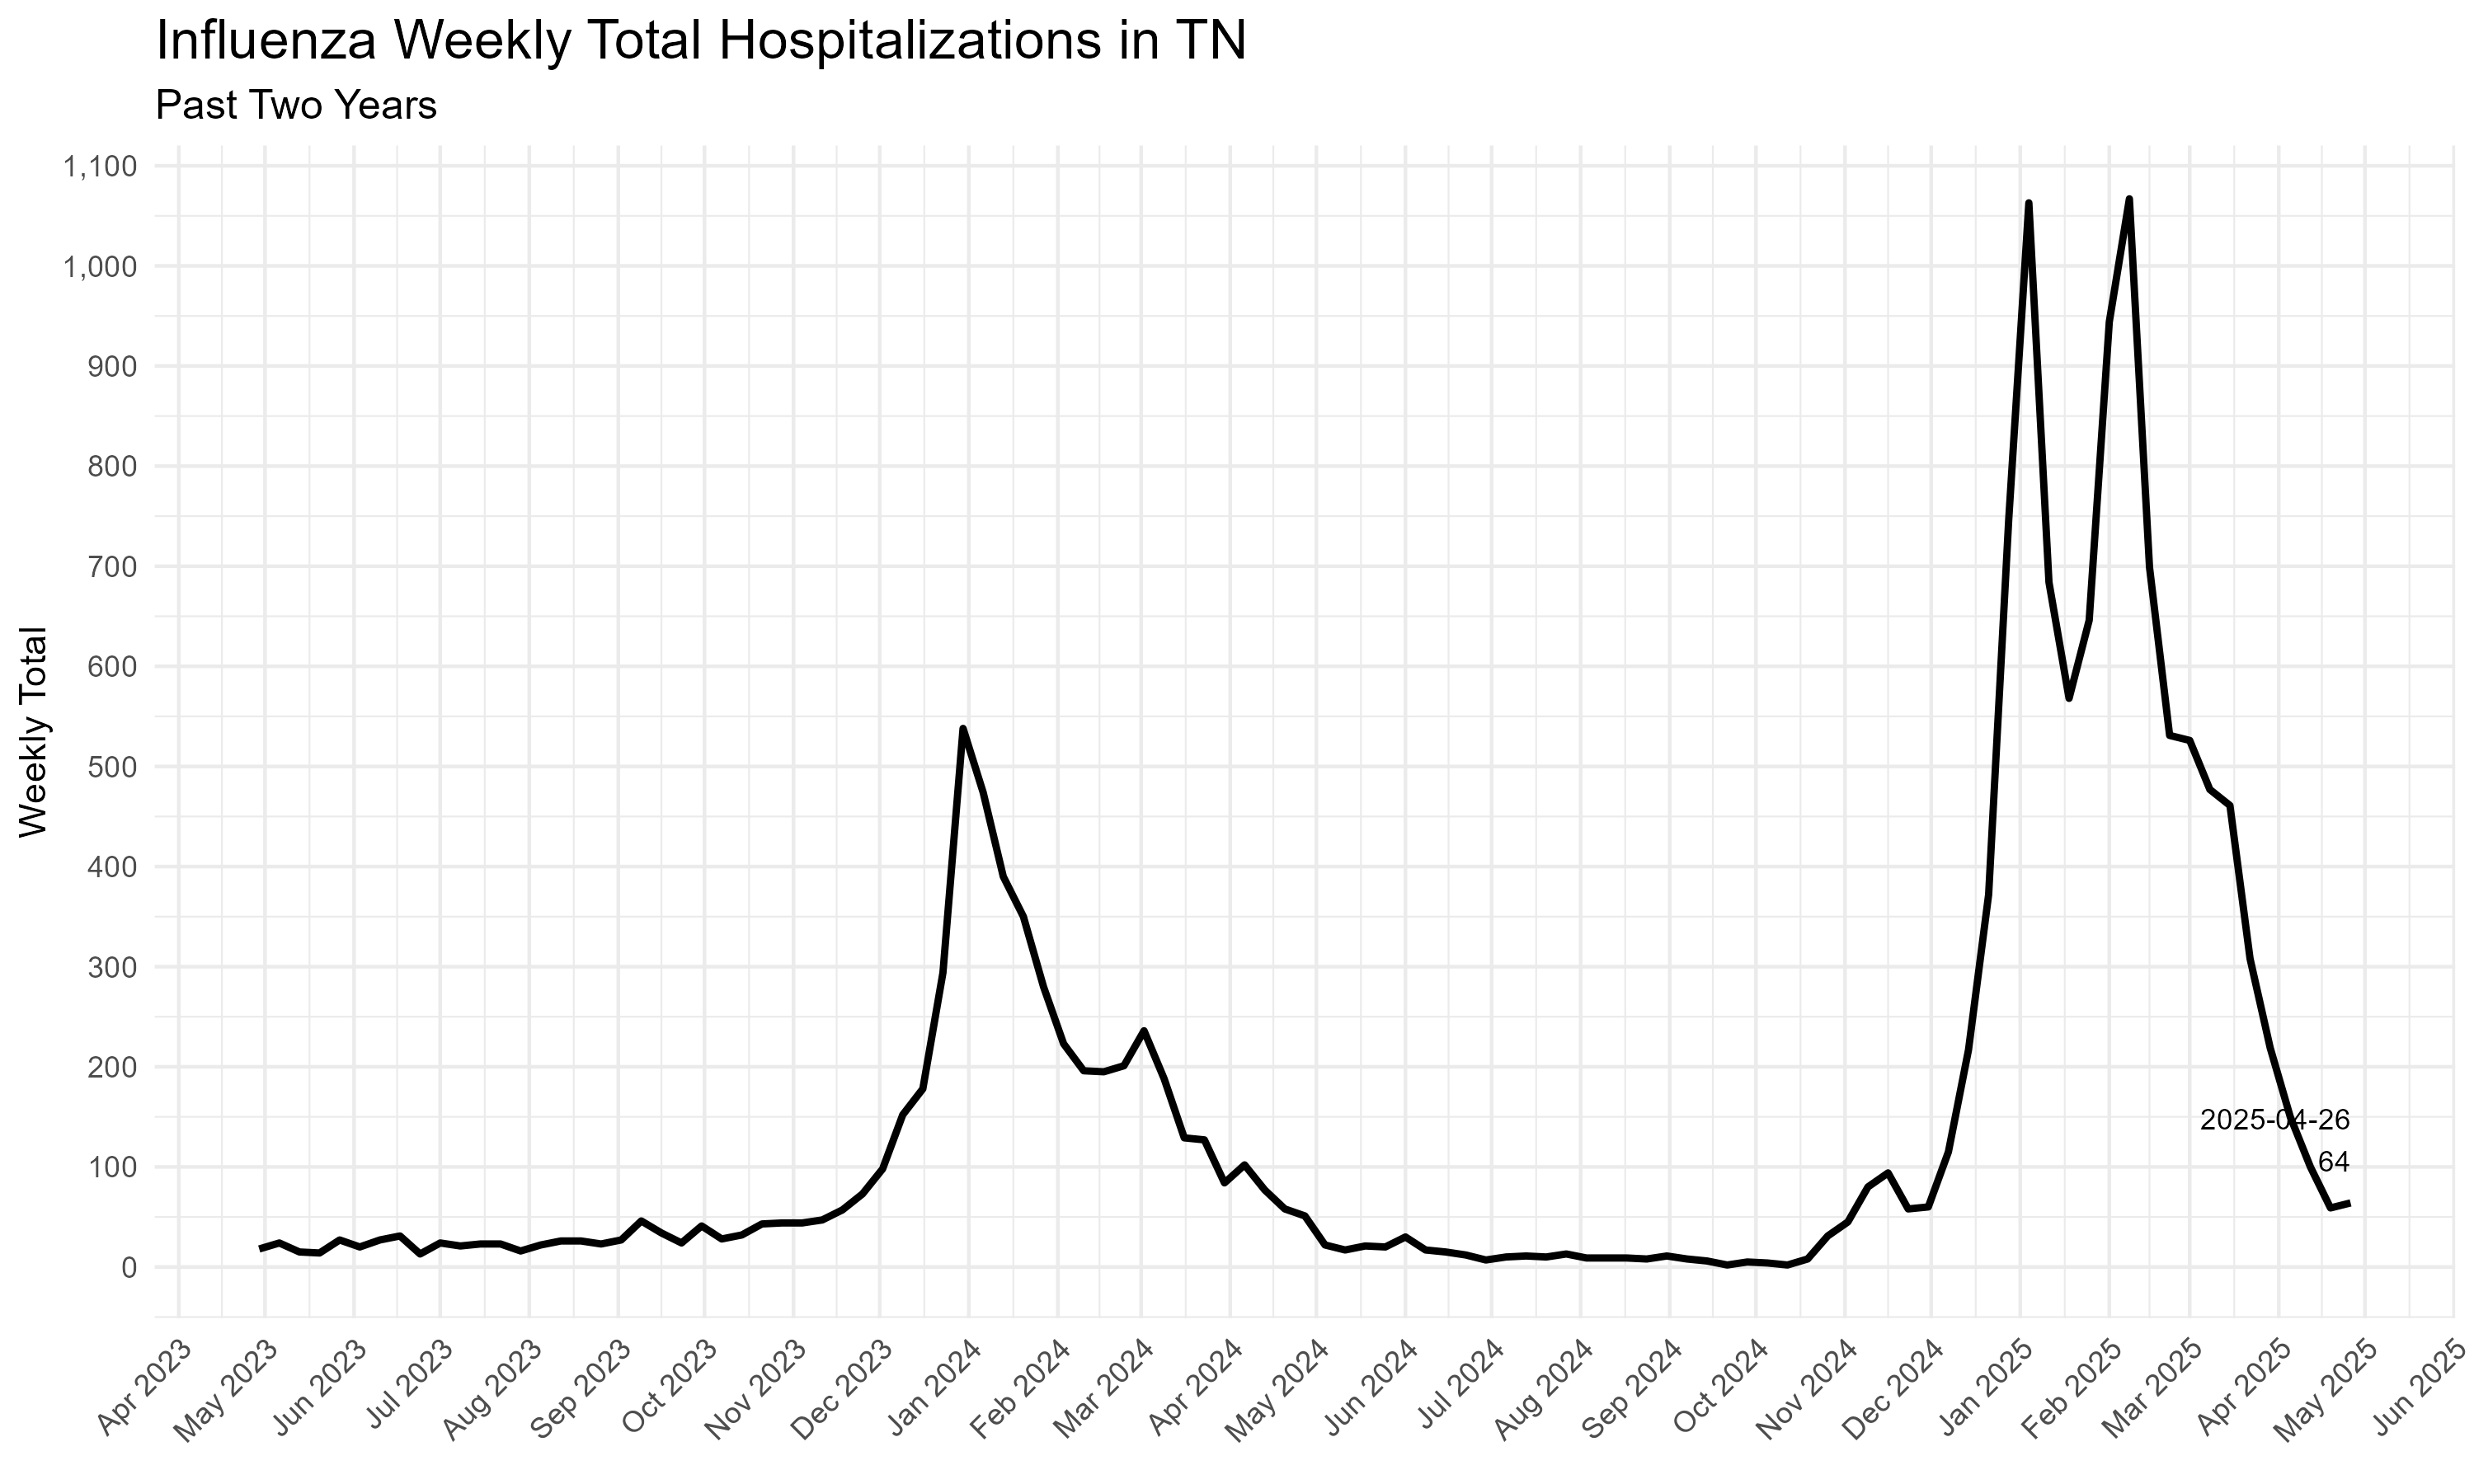 Influenza Weekly Total Hospitalizations in TN
Past Two Years
Weekly Total
1,100
1,000
900
800
700
600
500
400
300
200
100
0
2025-04-26
64
Apr 2023
May 2023
Jun 2023
Jul 2023
Aug 2023
Sep 2023
Oct 2023
Nov 2023
Dec 2023
Jan 2024
Feb 2024
Mar 2024
Apr 2024
May 2024
Jun 2024
Jul 2024
Aug 2024
Sep 2024
Oct 2024
Nov 2024
Dec 2024
Jan 2025
Feb 2025
Mar 2025
Apr 2025
May 2025
Jun 2025